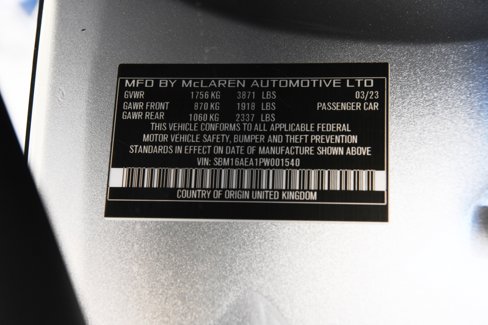 MFD BY McLAREN AUTOMOTIVE LTD
GVWR 1756 KG 3871 LBS 03/23
GAWR FRONT 870 KG 1918 LBS PASSENGER CAR
GAWR REAR 1060 KG 2337 LBS
THIS VEHICLE CONFORMS TO ALL APPLICABLE FEDERAL
MOTOR VEHICLE SAFETY, BUMPER AND THEFT PREVENTION
STANDARDS IN EFFECT ON DATE OF MANUFACTURE SHOWN ABOVE
VIN: SBM16AEA1PW001540
COUNTRY OF ORIGIN UNITED KINGDOM